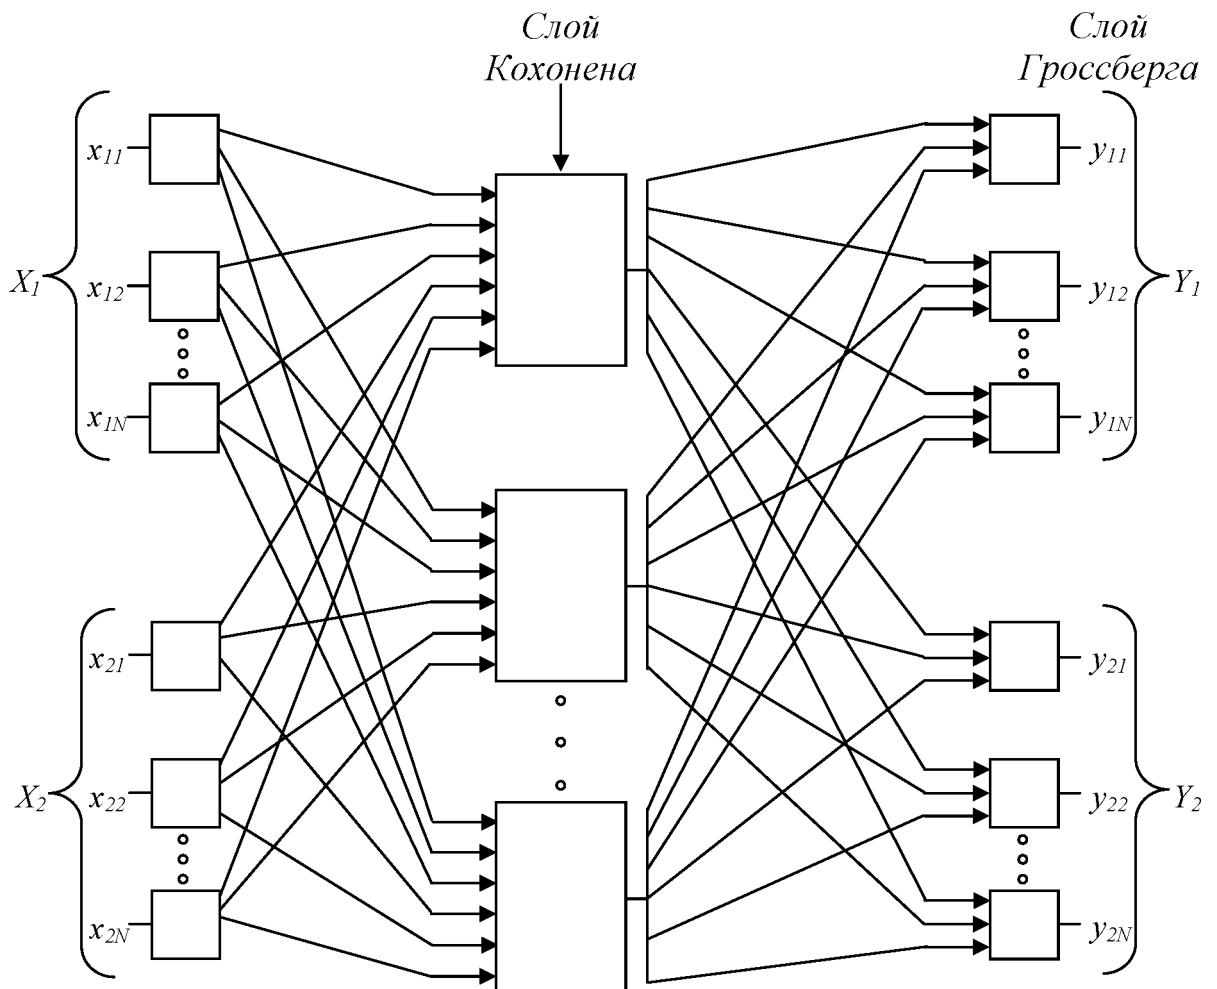 Слой
Кохонена
Слой
Гроссберга
x11
y11
X1
x12
y12
Y1
x1N
y1N
x21
y21
X2
x22
y22
Y2
x2N
y2N